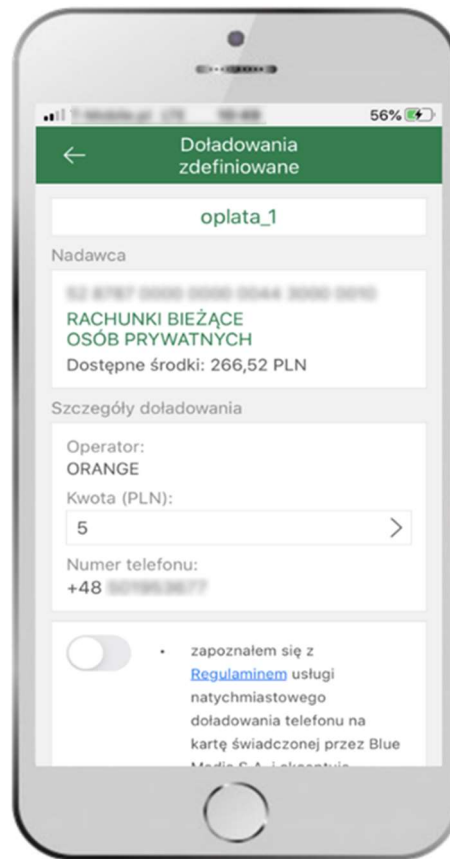 56%
Doładowania
zdefiniowane
oplata_1
Nadawca
RACHUNKI BIEŻĄCE
OSÓB PRYWATNYCH
Dostępne środki: 266,52 PLN
Szczegóły doładowania
Operator:
ORANGE
Kwota (PLN):
5
Numer telefonu:
+48
• zapoznałem się z
Regulaminem usługi
natychmiastowego
doładowania telefonu na
kartę świadczonej przez Blue